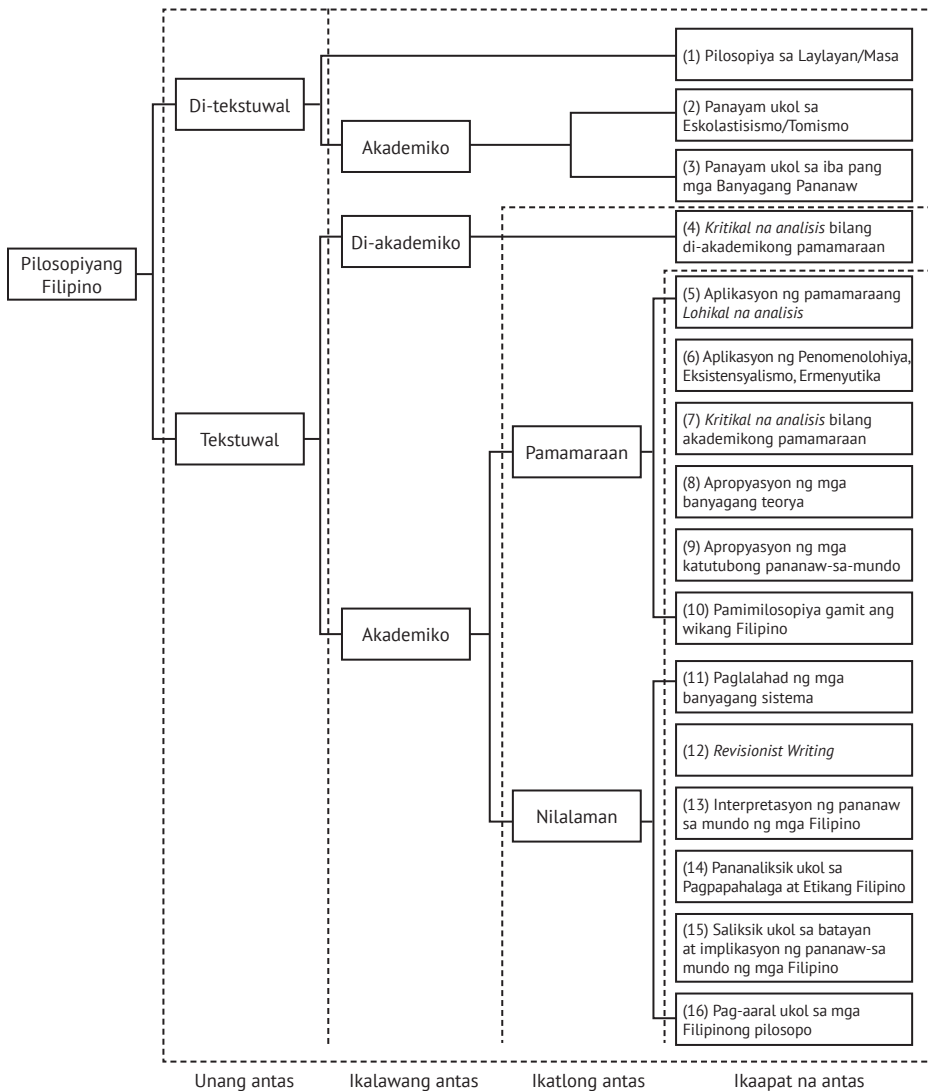 Pilosopiyang
Filipino
Di-tekstuwal
Tekstuwal
Akademiko
Di-akademiko
Akademiko
Pamamaraan
Nilalaman
(1) Pilosopiya sa Laylayan/Masa
(2) Panayam ukol sa
Eskolastisismo/Tomismo
(3) Panayam ukol sa iba pang
mga Banyagang Pananaw
(4) Kritikal na analisis bilang
di-akademikong pamamaraan
(5) Aplikasyon ng pamamaraang
Lohikal na analisis
(6) Aplikasyon ng Penomenolohiya,
Eksistensyalismo, Ermenyutika
(7) Kritikal na analisis bilang
akademikong pamamaraan
(8) Apropyasyon ng mga
banyagang teorya
(9) Apropyasyon ng mga
katutubong pananaw-sa-mundo
(10) Pamimilosopiya gamit ang
wikang Filipino
(11) Paglalahad ng mga
banyagang sistema
(12) Revisionist Writing
(13) Interpretasyon ng pananaw
sa mundo ng mga Filipino
(14) Pananaliksik ukol sa
Pagpapahalaga at Etikang Filipino
(15) Saliksik ukol sa batayan
at implikasyon ng pananaw-sa
mundo ng mga Filipino
(16) Pag-aaral ukol sa mga
Filipinong pilosopo
Unang antas
Ikalawang antas
Ikatlong antas
Ikaapat na antas